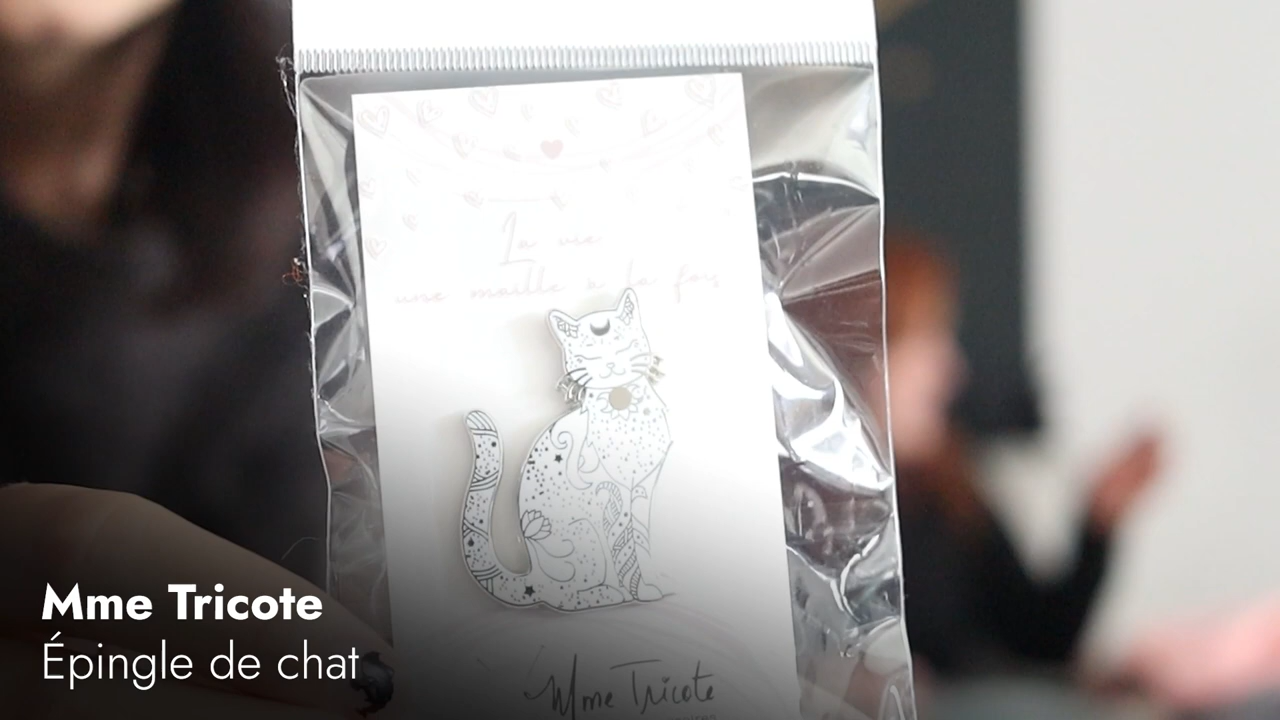 La vie
une maille à la fois
Mme Tricote
Mme Tricote
Épingle de chat